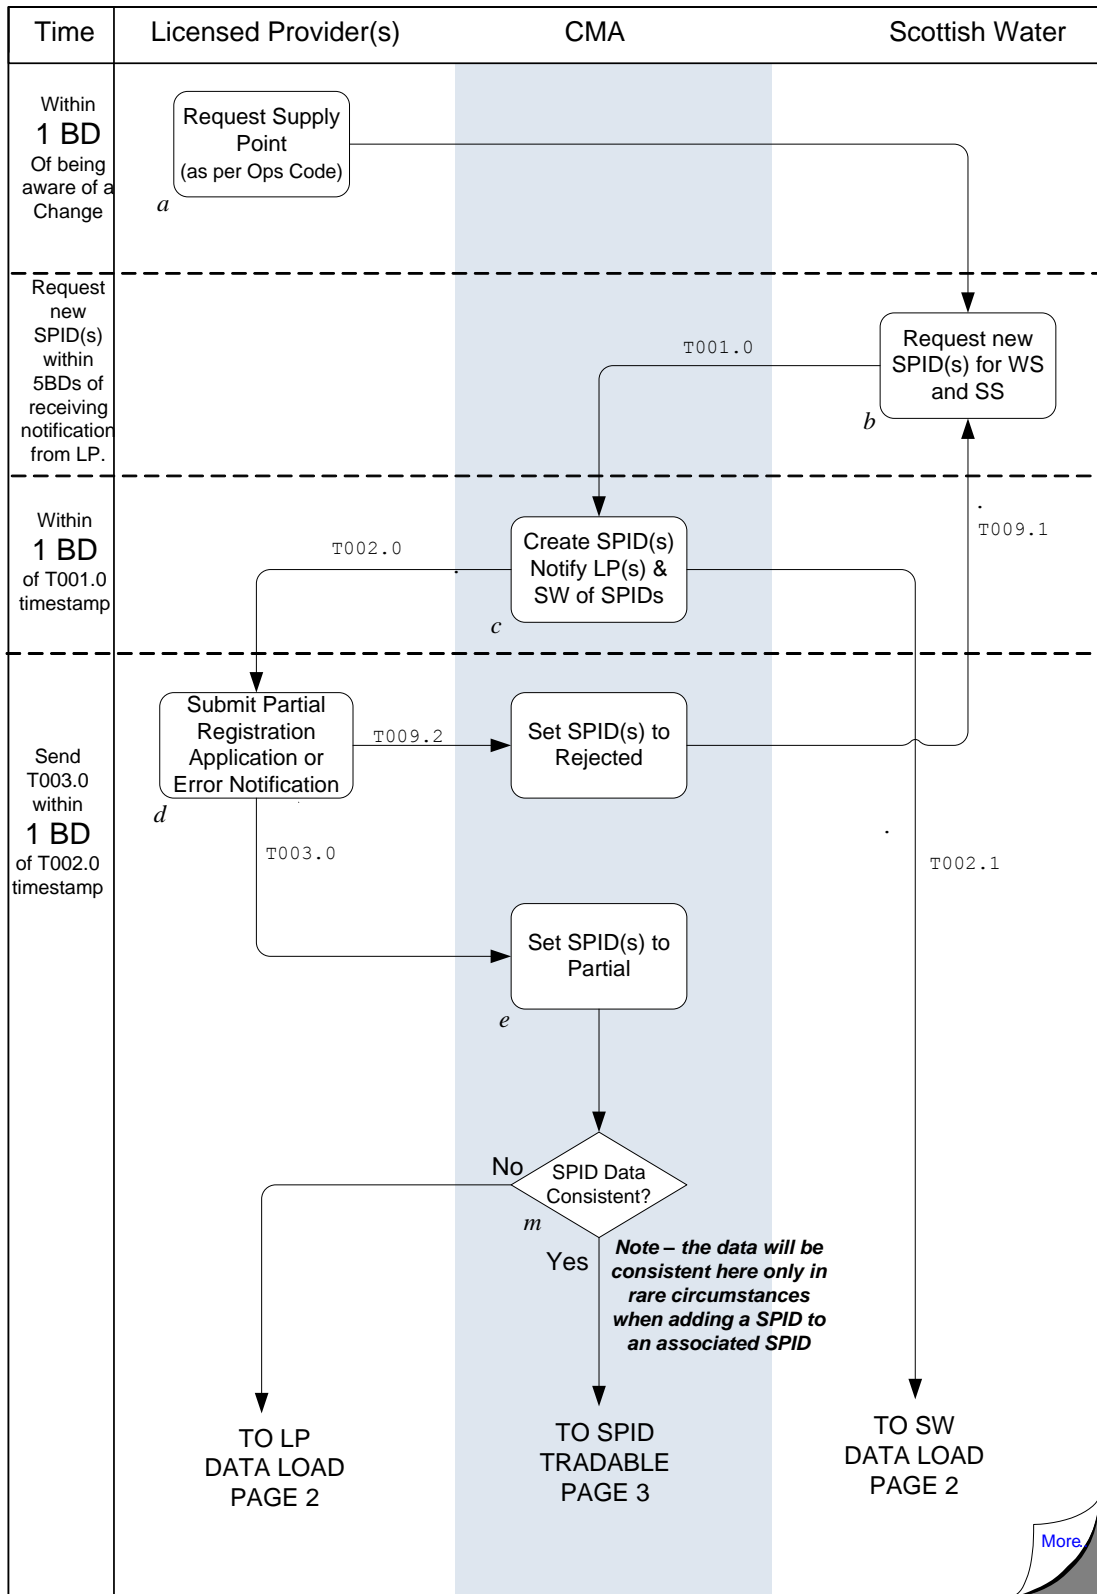 Time
Licensed Provider(s)
CMA
Scottish Water
Within
1 BD
Of being
aware of a
Change
Request Supply
Point
(as per Ops Code)
a
Request
new
SPID(s)
within
5BDs of
receiving
notification
from LP.
T001.0
Request new
SPID(s) for WS
and SS
b
Within
1 BD
of T001.0
timestamp
T002.0
Create SPID(s)
Notify LP(s) &
SW of SPIDs
c
T009.1
Send
T003.0
within
1 BD
of T002.0
timestamp
Submit Partial
Registration
Application or
Error Notification
d
T009.2
Set SPID(s) to
Rejected
T003.0
T002.1
Set SPID(s) to
Partial
e
No
SPID Data
Consistent?
m
Yes
Note – the data will be
consistent here only in
rare circumstances
when adding a SPID to
an associated SPID
TO LP
DATA LOAD
PAGE 2
TO SPID
TRADABLE
PAGE 3
TO SW
DATA LOAD
PAGE 2
More..